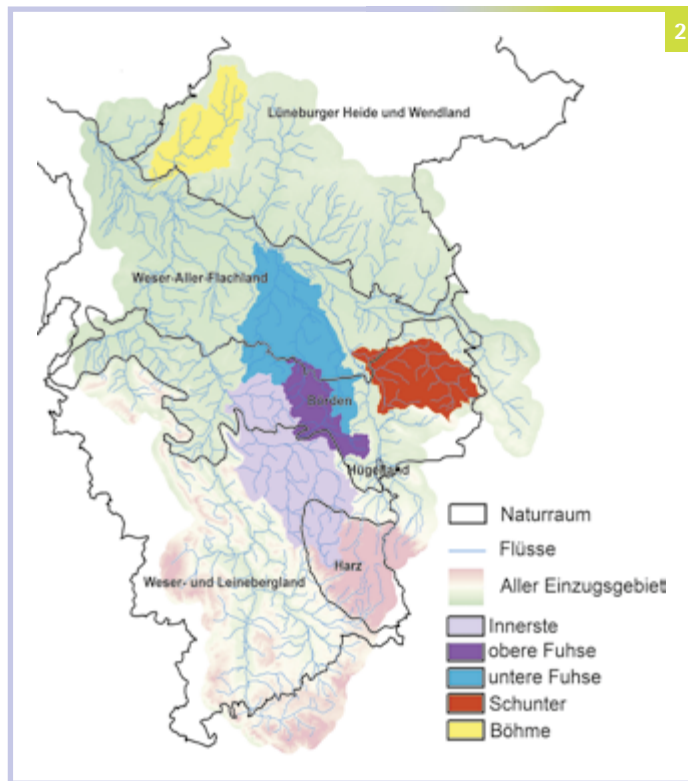 2
Lüneburger Heide und Wendland
Weser-Aller-Flachland
Börden
Hügelland
Harz
Weser- und Leinebergland
Naturraum
Flüsse
Aller Einzugsgebiet
Innerste
obere Fuhse
untere Fuhse
Schunter
Böhme